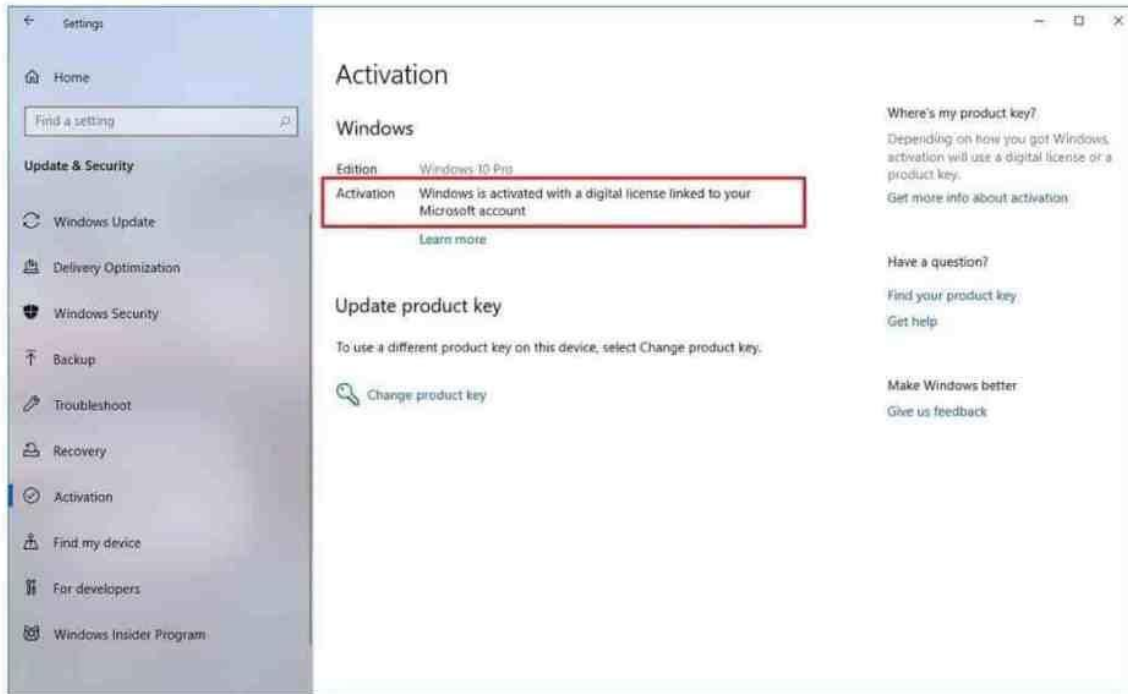 Settings
Home
Find a setting
Update & Security
Windows Update
Delivery Optimization
Windows Security
Backup
Troubleshoot
Recovery
Activation
Find my device
For developers
Windows Insider Program
Activation
Windows
Edition Windows 10 Pro
Activation Windows is activated with a digital license linked to your
Microsoft account
Learn more
Update product key
To use a different product key on this device, select Change product key.
Change product key
Where's my product key?
Depending on how you got Windows,
activation will use a digital license or a
product key.
Get more info about activation
Have a question?
Find your product key
Get help
Make Windows better
Give us feedback